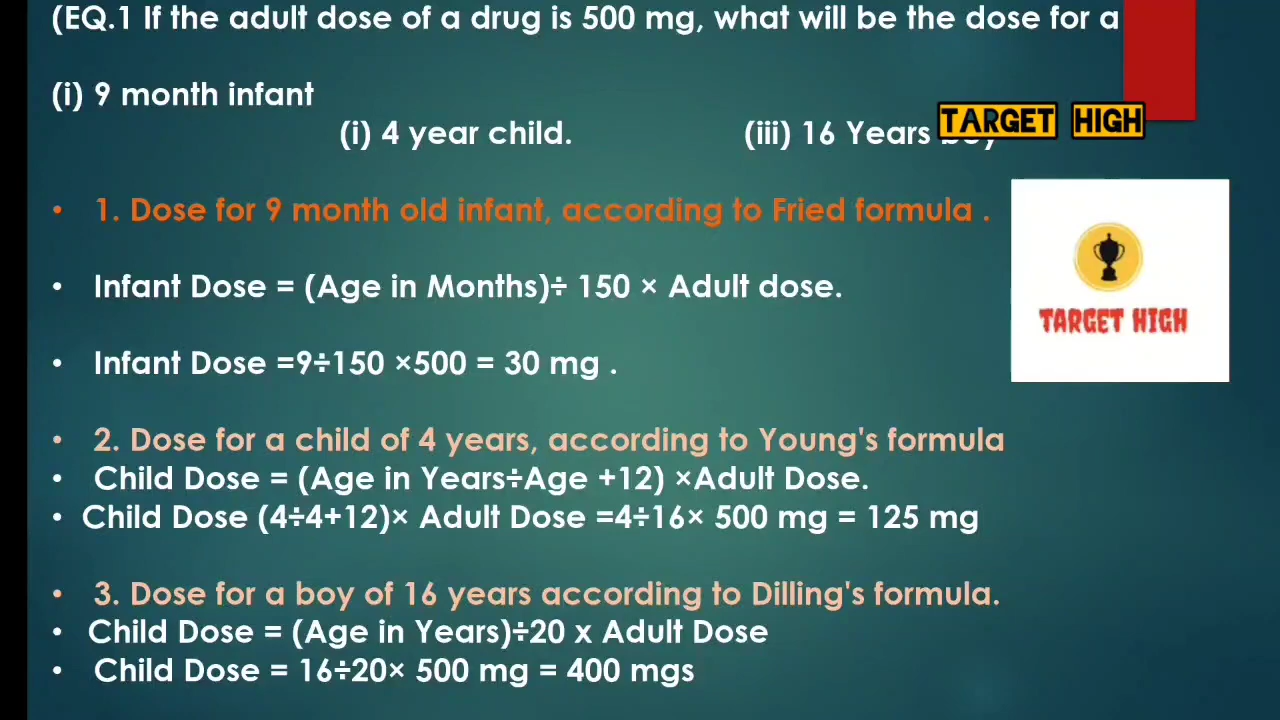 (EQ.1 If the adult dose of a drug is 500 mg, what will be the dose for a
(i) 9 month infant
(i) 4 year child. (iii) 16 Years
TARGET HIGH
• 1. Dose for 9 month old infant, according to Fried formula .
• Infant Dose = (Age in Months)÷ 150 × Adult dose.
TARGET HIGH
• Infant Dose =9÷150 ×500 = 30 mg .
• 2. Dose for a child of 4 years, according to Young's formula
• Child Dose = (Age in Years÷Age +12) ×Adult Dose.
• Child Dose (4÷4+12)× Adult Dose =4÷16× 500 mg = 125 mg
• 3. Dose for a boy of 16 years according to Dilling's formula.
• Child Dose = (Age in Years)÷20 x Adult Dose
• Child Dose = 16÷20× 500 mg = 400 mgs